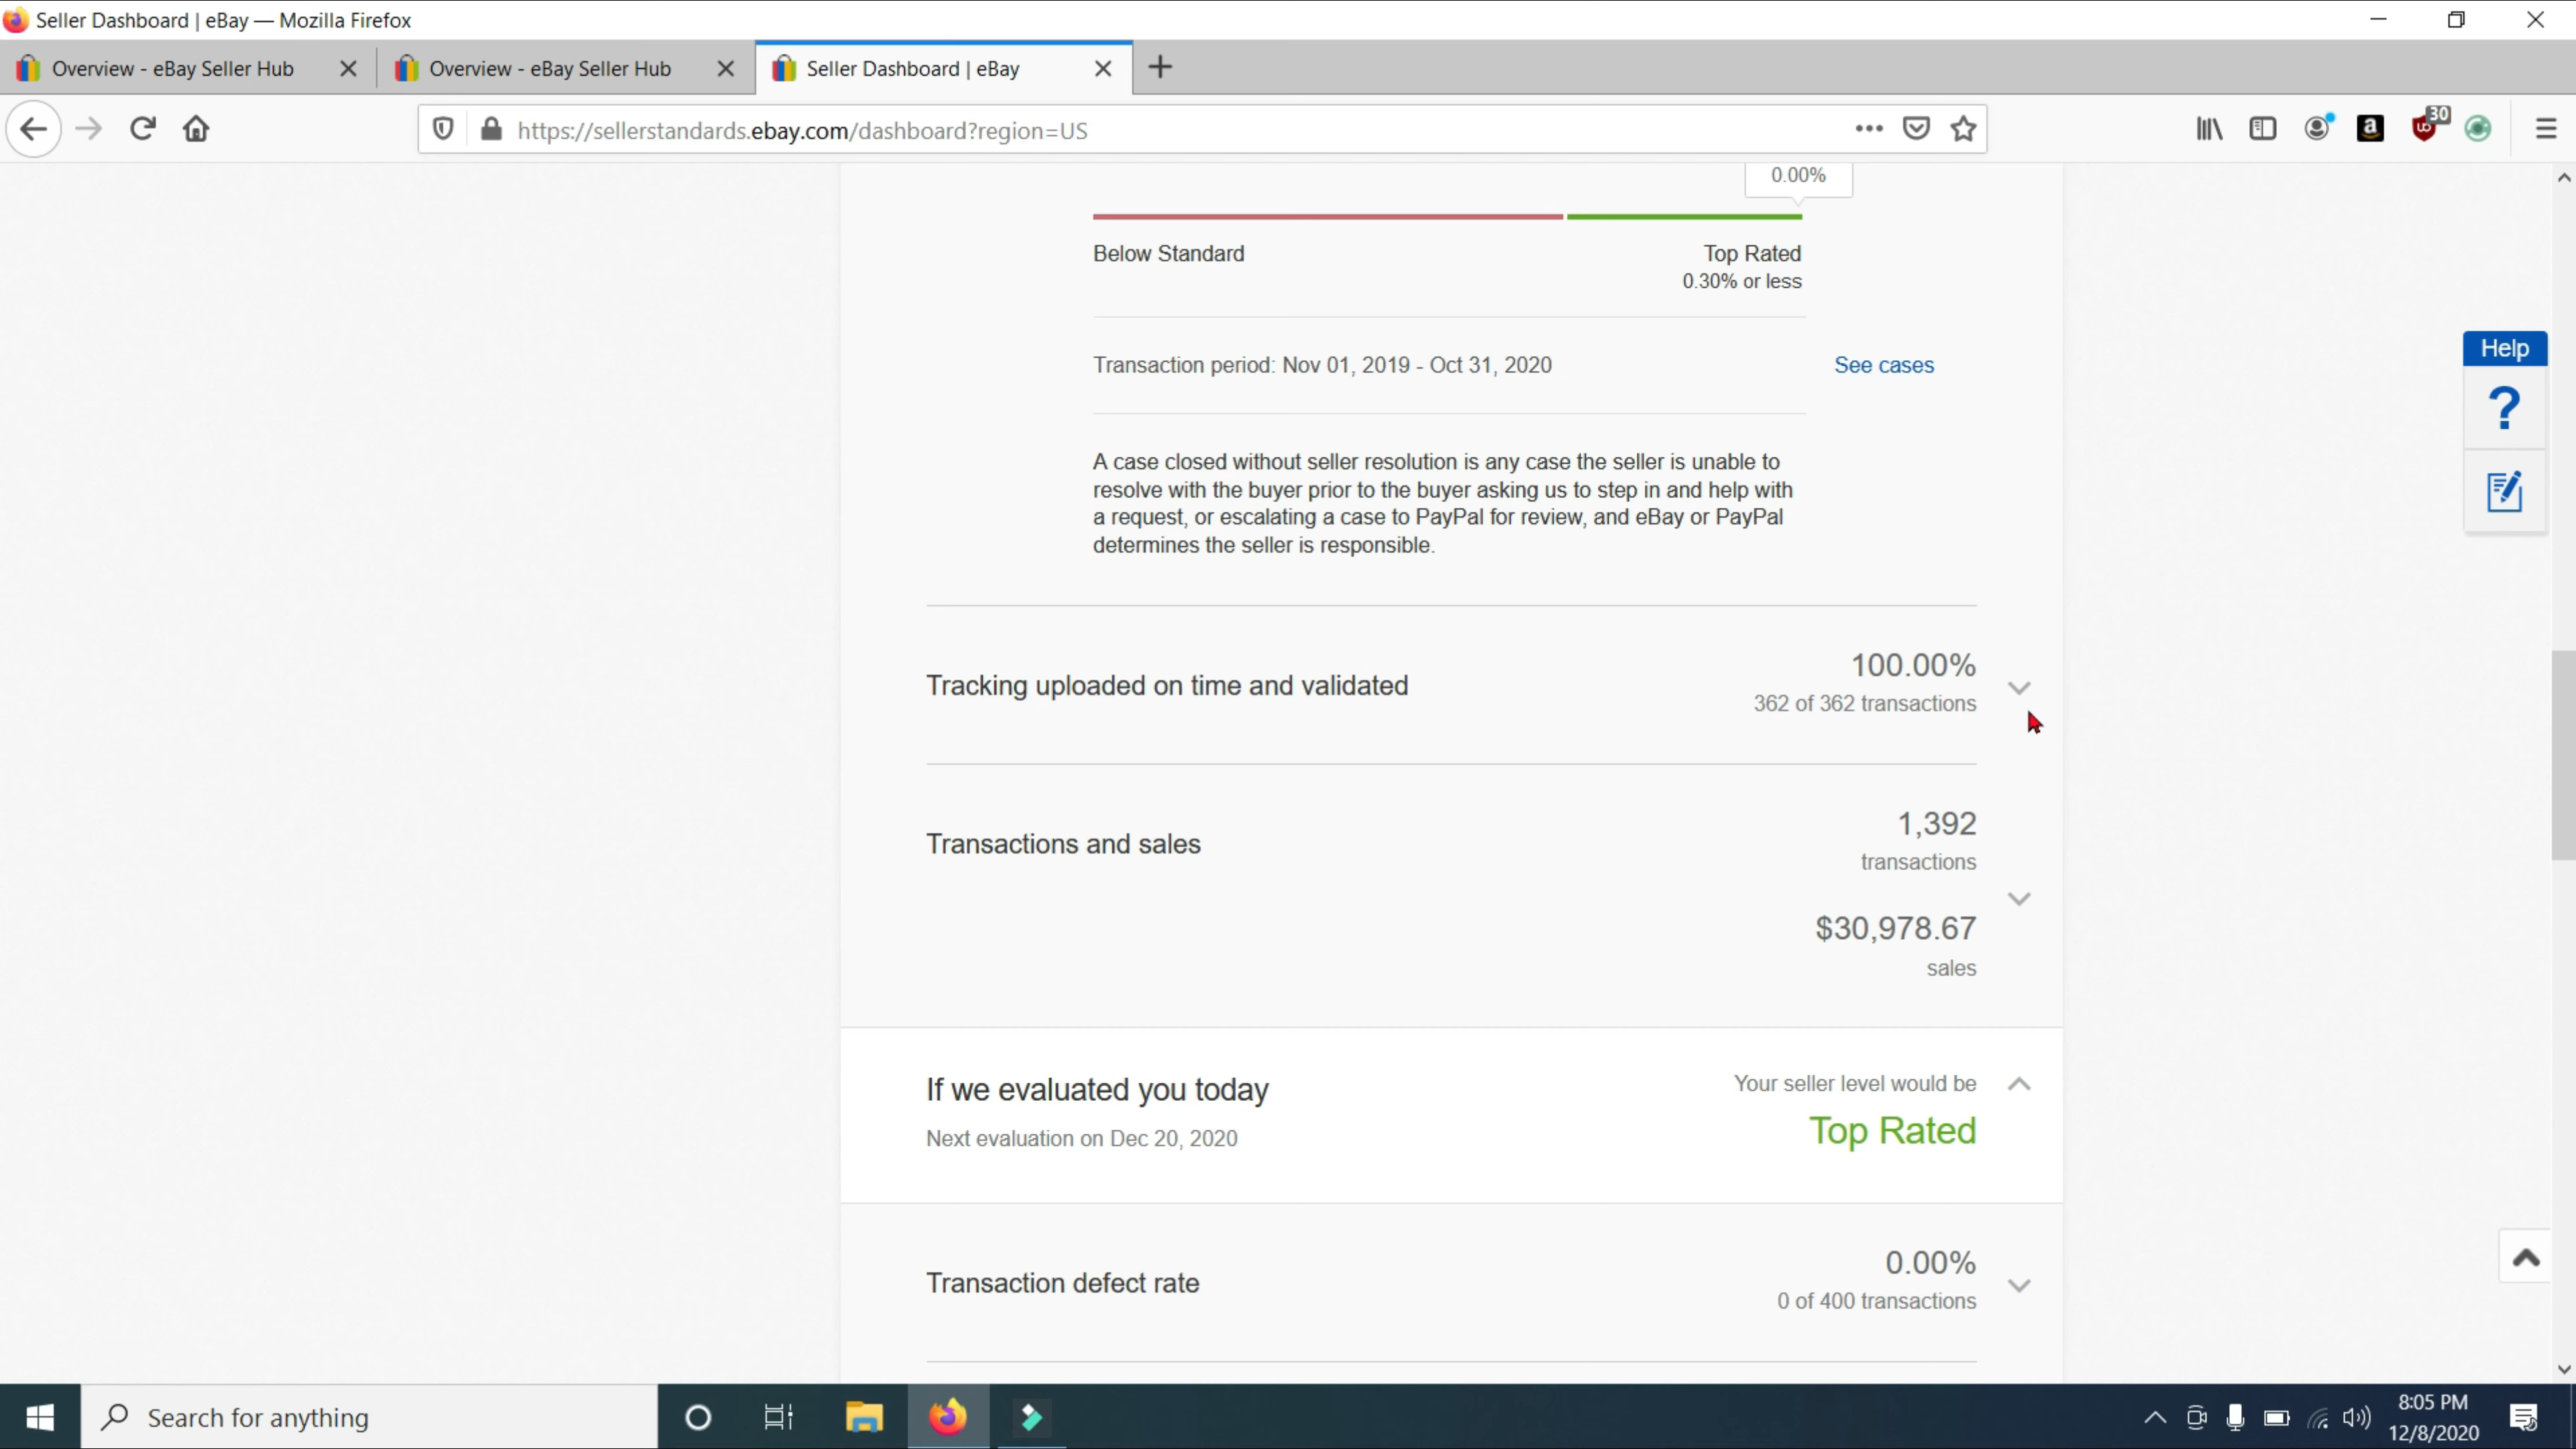 Seller Dashboard | eBay — Mozilla Firefox
Overview - eBay Seller Hub
Overview - eBay Seller Hub
Seller Dashboard | eBay
https://sellerstandards.ebay.com/dashboard?region=US
30
0.00%
Below Standard
Top Rated
0.30% or less
Transaction period: Nov 01, 2019 - Oct 31, 2020
See cases
Help
?
A case closed without seller resolution is any case the seller is unable to
resolve with the buyer prior to the buyer asking us to step in and help with
a request, or escalating a case to PayPal for review, and eBay or PayPal
determines the seller is responsible.
Tracking uploaded on time and validated
100.00%
362 of 362 transactions
Transactions and sales
1,392
transactions
$30,978.67
sales
If we evaluated you today
Next evaluation on Dec 20, 2020
Your seller level would be
Top Rated
Transaction defect rate
0.00%
0 of 400 transactions
Search for anything
8:05 PM
12/8/2020